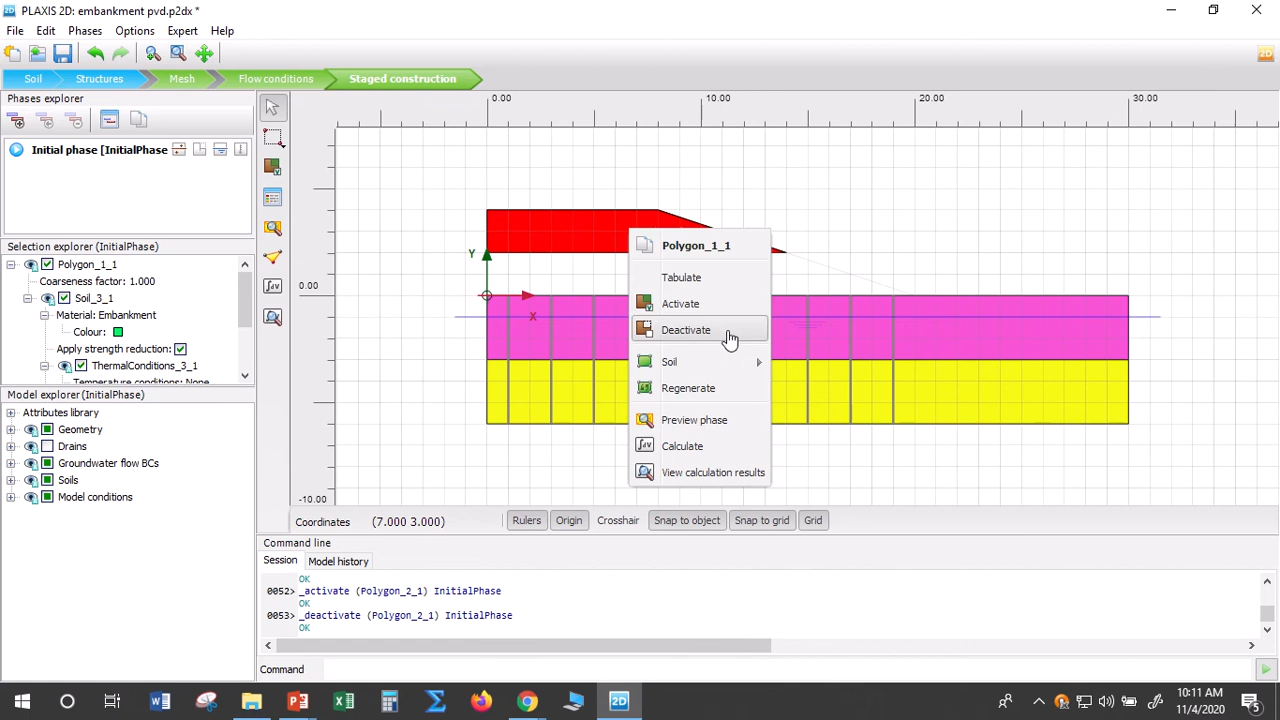 PLAXIS 2D: embankment pvd.p2dx *
File Edit Phases Options Expert Help
Soil Structures Mesh Flow conditions Staged construction
Phases explorer
Initial phase [InitialPhase
Selection explorer (InitialPhase)
Polygon_1_1
Coarseness factor: 1.000
Soil_3_1
Material: Embankment
Colour:
Apply strength reduction:
ThermalConditions_3_1
Temperature conditions: None
Model explorer (InitialPhase)
Attributes library
Geometry
Drains
Groundwater flow BCs
Soils
Model conditions
0.00 10.00 20.00 30.00
0.00
-10.00
Y
X
Polygon_1_1
Tabulate
Activate
Deactivate
Soil
Regenerate
Preview phase
Calculate
View calculation results
Coordinates (7.000 3.000) Rulers Origin Crosshair Snap to object Snap to grid Grid
Command line
Session Model history
OK
0052> _activate (Polygon_2_1) InitialPhase
OK
0053> _deactivate (Polygon_2_1) InitialPhase
OK
Command
10:11 AM
11/4/2020
2D